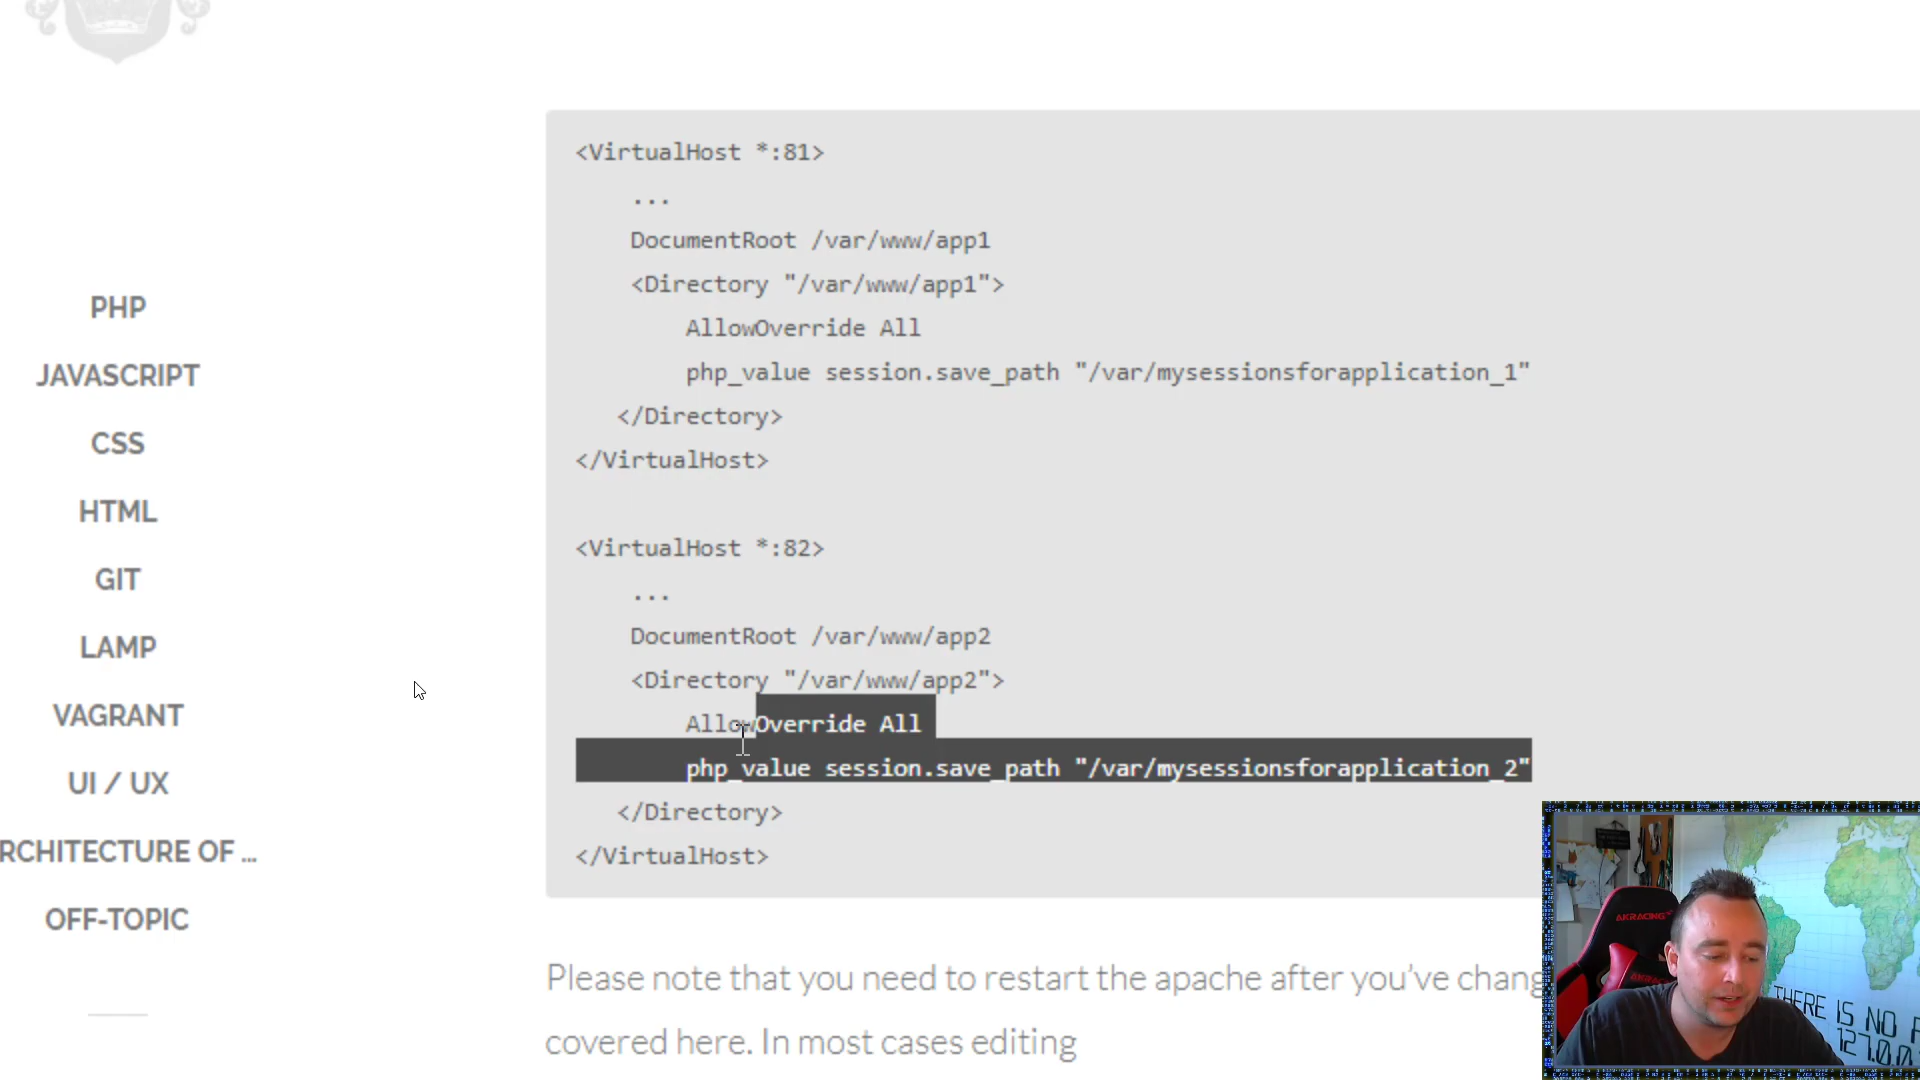 PHP
JAVASCRIPT
CSS
HTML
GIT
LAMP
VAGRANT
UI / UX
RCHITECTURE OF ...
OFF-TOPIC
<VirtualHost *:81>
...
DocumentRoot /var/www/app1
<Directory "/var/www/app1">
AllowOverride All
php_value session.save_path "/var/mysessionsforapplication_1"
</Directory>
</VirtualHost>
<VirtualHost *:82>
...
DocumentRoot /var/www/app2
<Directory "/var/www/app2">
AllowOverride All
php_value session.save_path "/var/mysessionsforapplication_2"
</Directory>
</VirtualHost>
Please note that you need to restart the apache after you've chang
covered here. In most cases editing
AKRACING
THERE IS NO
127.0.0